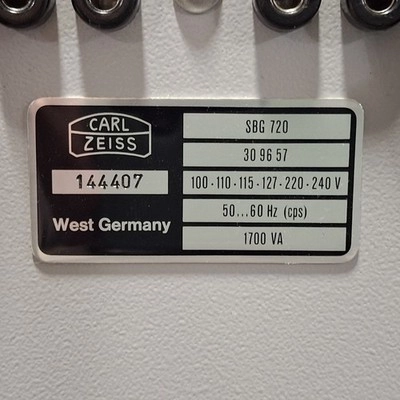 CARL
ZEISS
144407
West Germany
SBG 720
30 96 57
100·110·115·127·220·240 V
50...60 Hz (cps)
1700 VA